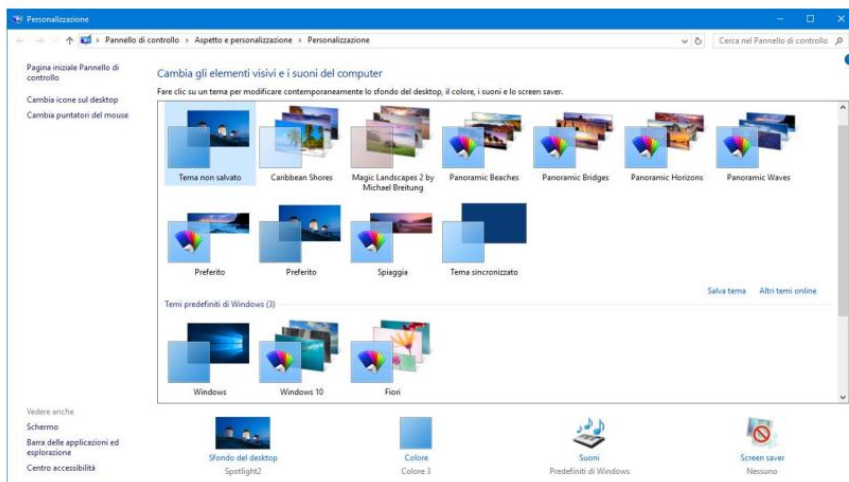 Personalizzazione
Pannello di controllo › Aspetto e personalizzazione › Personalizzazione
Cerca nel Pannello di controllo
Pagina iniziale Pannello di
controllo
Cambia icone sul desktop
Cambia puntatori del mouse
Cambia gli elementi visivi e i suoni del computer
Fare clic su un tema per modificare contemporaneamente lo sfondo del desktop, il colore, i suoni e lo screen saver.
Tema non salvato
Caribbean Shores
Magic Landscapes 2 by
Michael Breitung
Panoramic Beaches
Panoramic Bridges
Panoramic Horizons
Panoramic Waves
Preferito
Preferito
Spiaggia
Tema sincronizzato
Salva tema
Altri temi online
Temi predefiniti di Windows (3)
Windows
Windows 10
Fiori
Vedere anche
Schermo
Barra delle applicazioni ed
esplorazione
Centro accessibilità
Sfondo del desktop
Spotlight2
Colore
Colore 3
Suoni
Predefiniti di Windows
Screen saver
Nessuno